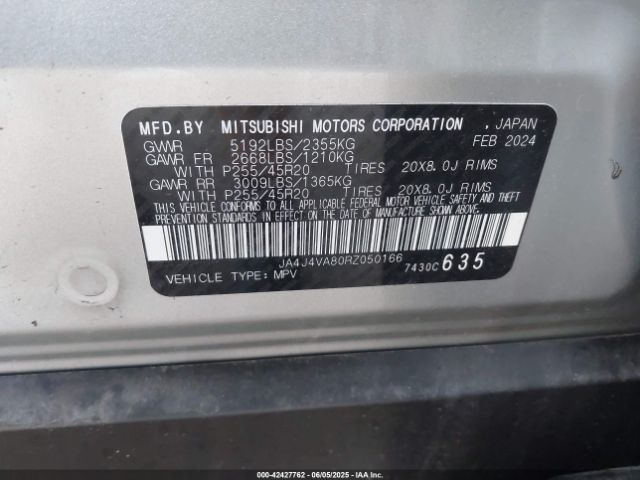 MFD.BY MITSUBISHI MOTORS CORPORATION , JAPAN
GVWR 5192LBS/2355KG FEB 2024
GAWR FR 2668LBS/1210KG
WITH P255/45R20 TIRES 20X8.0J RIMS
GAWR RR 3009LBS/1365KG
WITH P255/45R20 TIRES 20X8.0J RIMS
THIS VEHICLE CONFORMS TO ALL APPLICABLE FEDERAL MOTOR VEHICLE SAFETY AND THEFT
PREVENTION STANDARDS IN EFFECT ON THE DATE OF MANUFACTURE SHOWN ABOVE.
JA4J4VA80RZ050166
VEHICLE TYPE: MPV 7430C 635
000-42427762 - 06/05/2025 - IAAI.COM